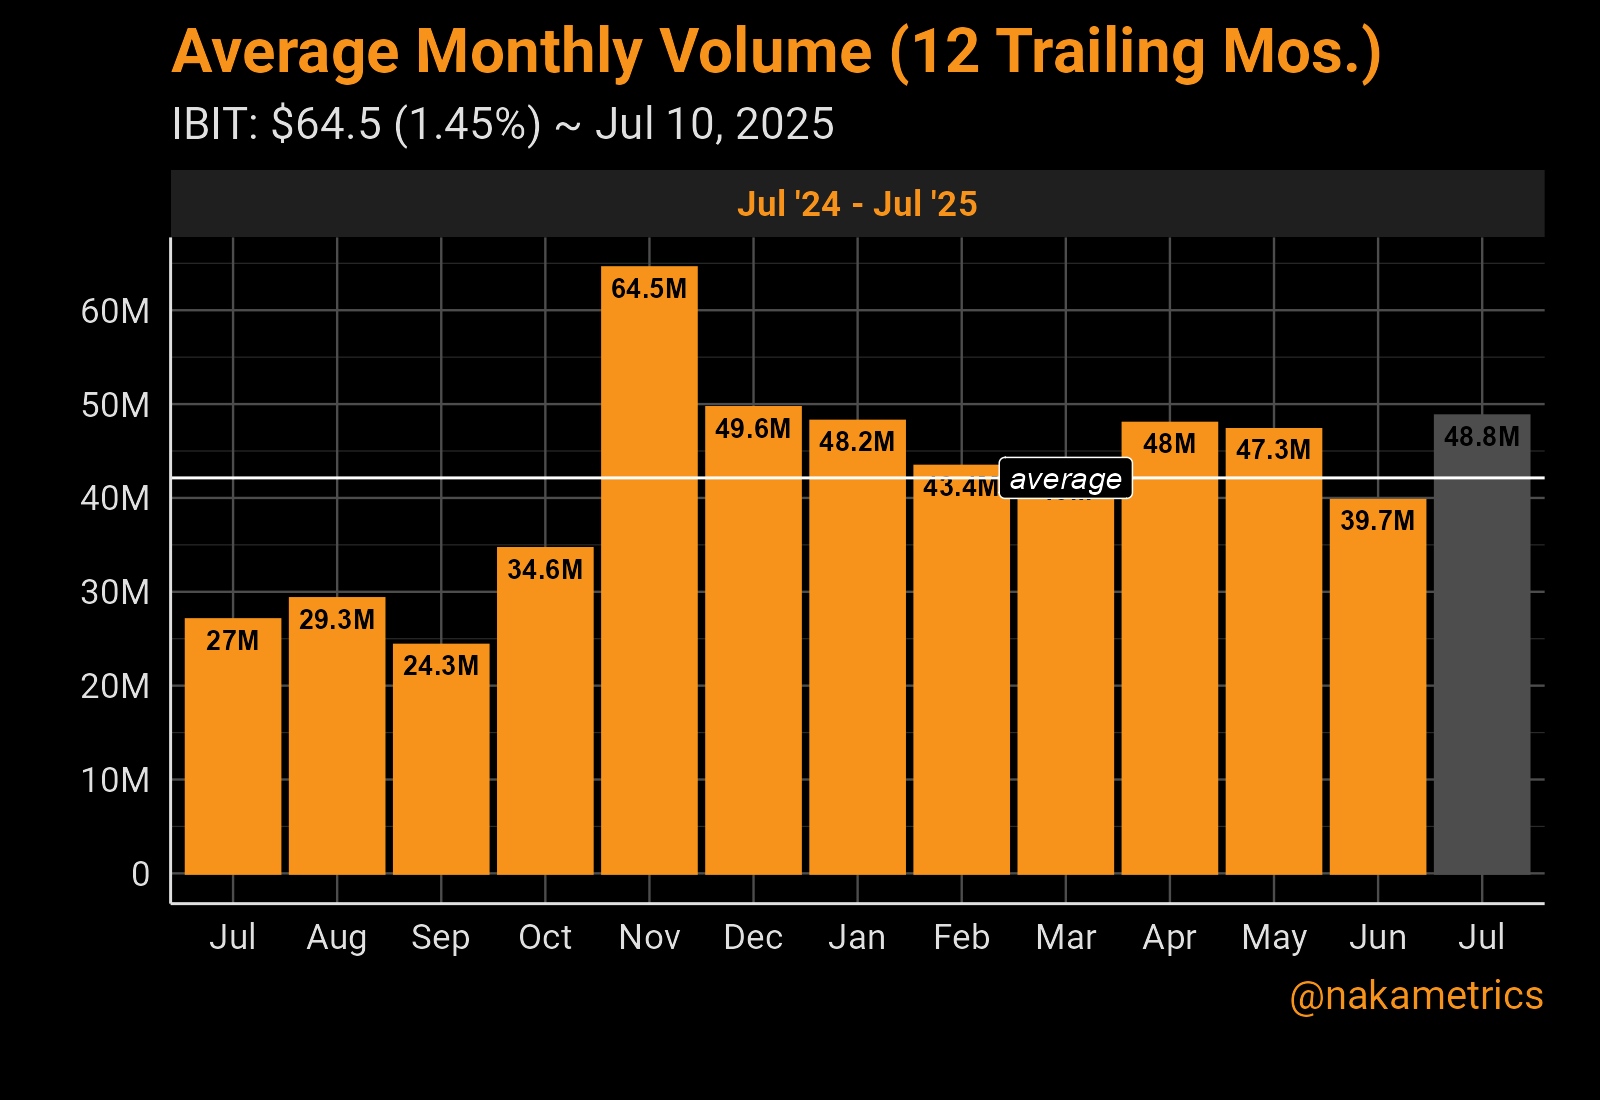 Average Monthly Volume (12 Trailing Mos.)
IBIT: $64.5 (1.45%) ~ Jul 10, 2025
Jul '24 - Jul '25
60M
50M
40M
30M
20M
10M
0
27M
29.3M
24.3M
34.6M
64.5M
49.6M
48.2M
43.4M
average
48M
47.3M
39.7M
48.8M
Jul Aug Sep Oct Nov Dec Jan Feb Mar Apr May Jun Jul
@nakametrics